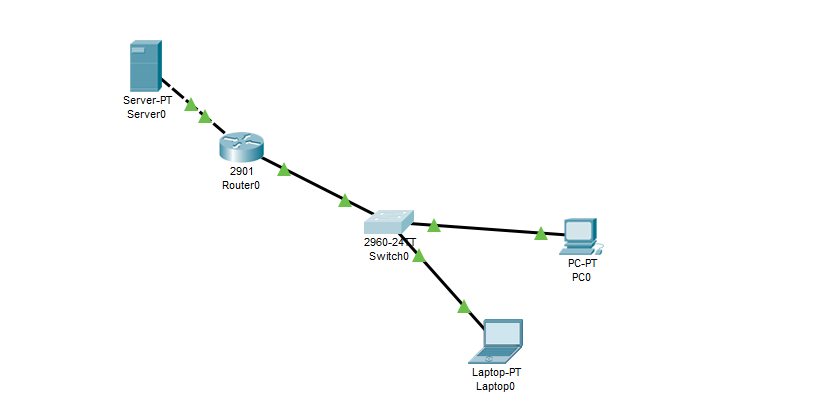 Server-PT
Server0
2901
Router0
2960-24TT
Switch0
PC-PT
PC0
Laptop-PT
Laptop0